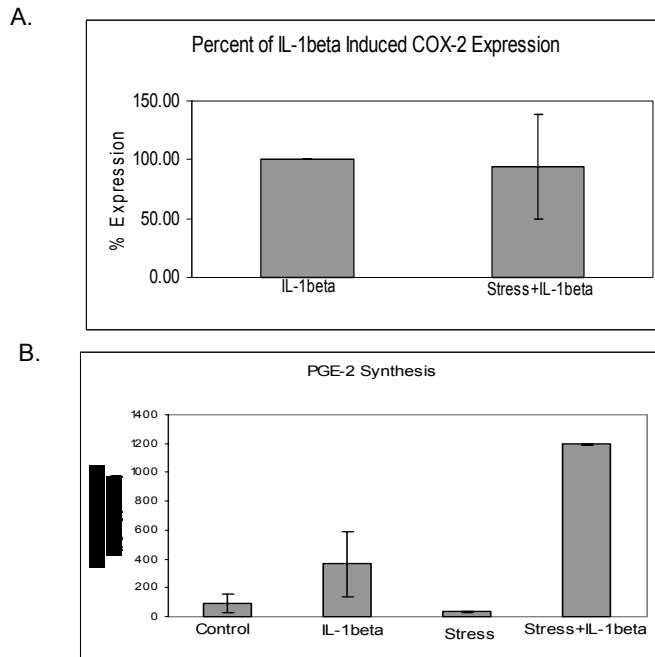 A.
Percent of IL-1beta Induced COX-2 Expression
% Expression
150.00
100.00
50.00
0.00
IL-1beta
Stress+IL-1beta
B.
PGE-2 Synthesis
1400
1200
1000
800
600
400
200
0
Control
IL-1beta
Stress
Stress+IL-1beta